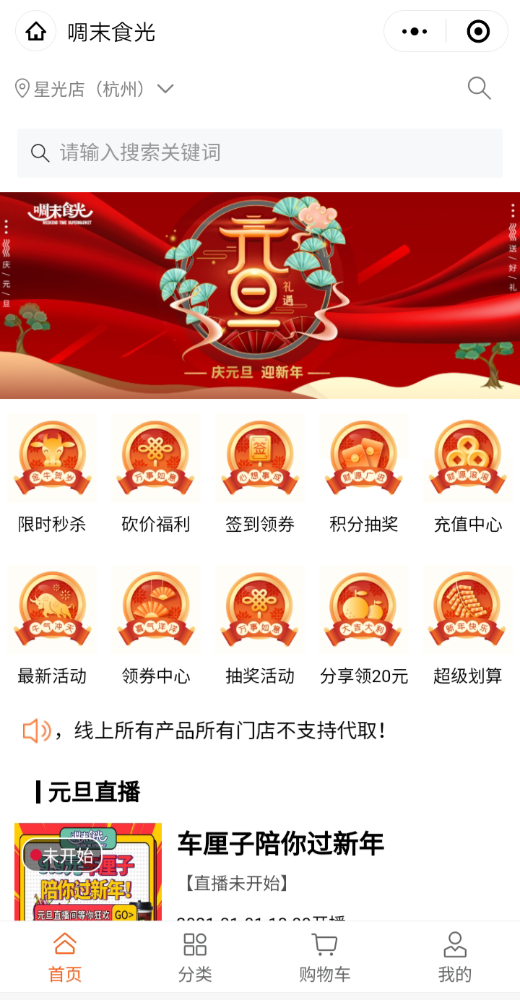 啁末食光
星光店（杭州）
请输入搜索关键词
啁末食光
WEEKEND TIME SUPERMARKET
庆/元/旦
送/好/礼
元旦
礼遇
庆元旦 迎新年
金牛贺岁
万事如意
签
心想事成
财源广进
财源滚滚
限时秒杀
砍价福利
签到领券
积分抽奖
充值中心
牛气冲天
喜气洋洋
万事如意
大吉大利
新年快乐
最新活动
领券中心
抽奖活动
分享领20元
超级划算
，线上所有产品所有门店不支持代取！
元旦直播
啁末食光
未开始
车厘子
陪你过新年!
元旦直播间等你狂欢 GO>
车厘子陪你过新年
【直播未开始】
首页
分类
购物车
我的